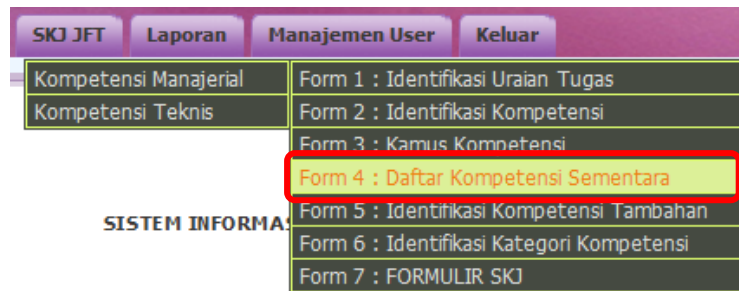 SKJ JFT Laporan Manajemen User Keluar
Kompetensi Manajerial Form 1 : Identifikasi Uraian Tugas
Kompetensi Teknis Form 2 : Identifikasi Kompetensi
Form 3 : Kamus Kompetensi
Form 4 : Daftar Kompetensi Sementara
SISTEM INFORMAS Form 5 : Identifikasi Kompetensi Tambahan
Form 6 : Identifikasi Kategori Kompetensi
Form 7 : FORMULIR SKJ